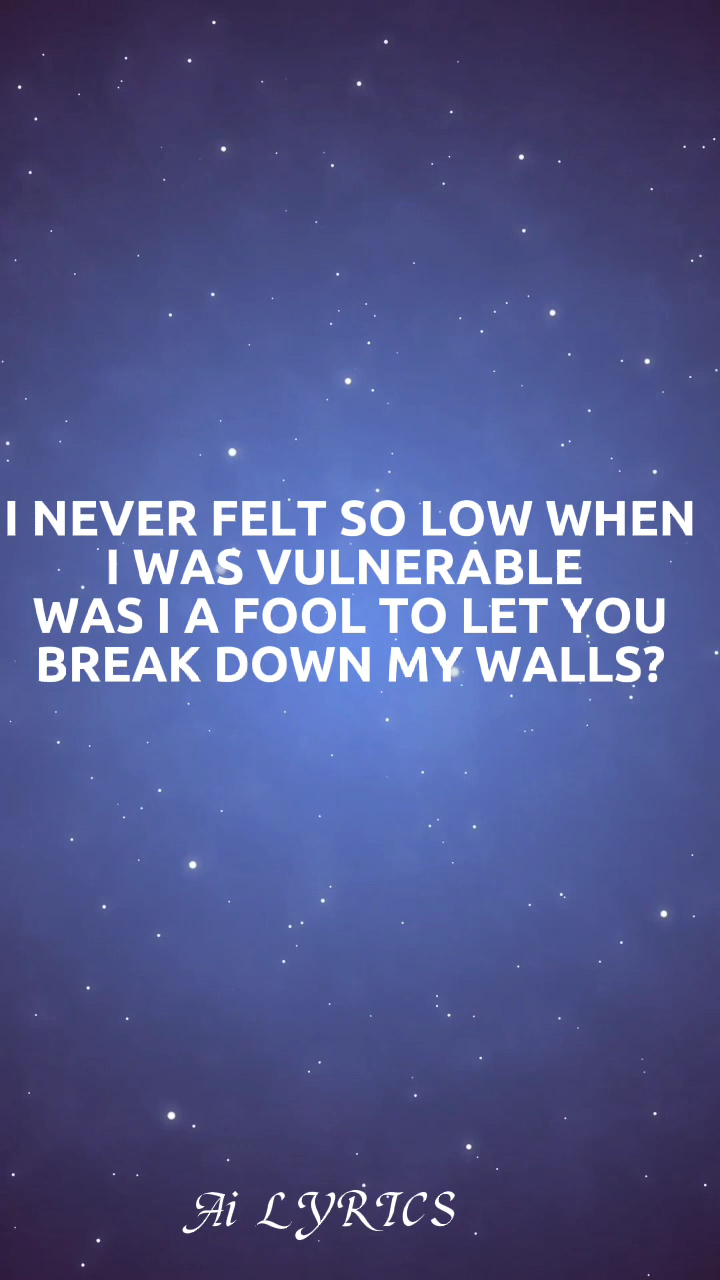 I NEVER FELT SO LOW WHEN
I WAS VULNERABLE
WAS I A FOOL TO LET YOU
BREAK DOWN MY WALLS?
Ai LYRICS